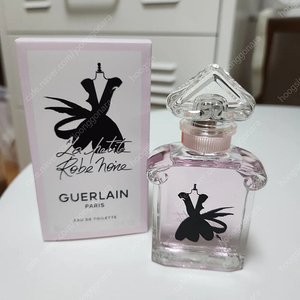 La Petite
Robe Noire
GUERLAIN
PARIS
EAU DE TOILETTE